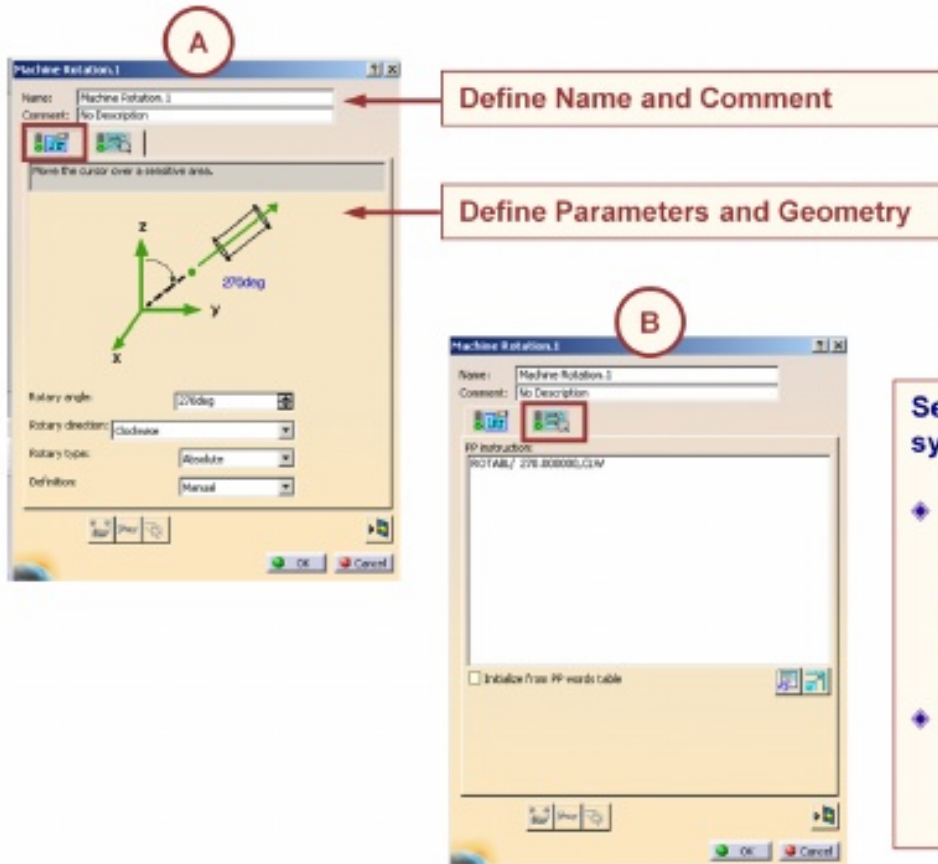 A
Machine Rotation.1
Name: Machine Rotation.1
Comment: No Description
Move the cursor over a sensitive area.
z
270deg
y
x
Rotary angle: 270deg
Rotary direction: Clockwise
Rotary type: Absolute
Definition: Manual
OK Cancel
Define Name and Comment
Define Parameters and Geometry
B
Machine Rotation.1
Name: Machine Rotation.1
Comment: No Description
PP instruction:
ROTABL/ 270.000000,CLW
Initialize from PP words table
OK Cancel
Se
sy